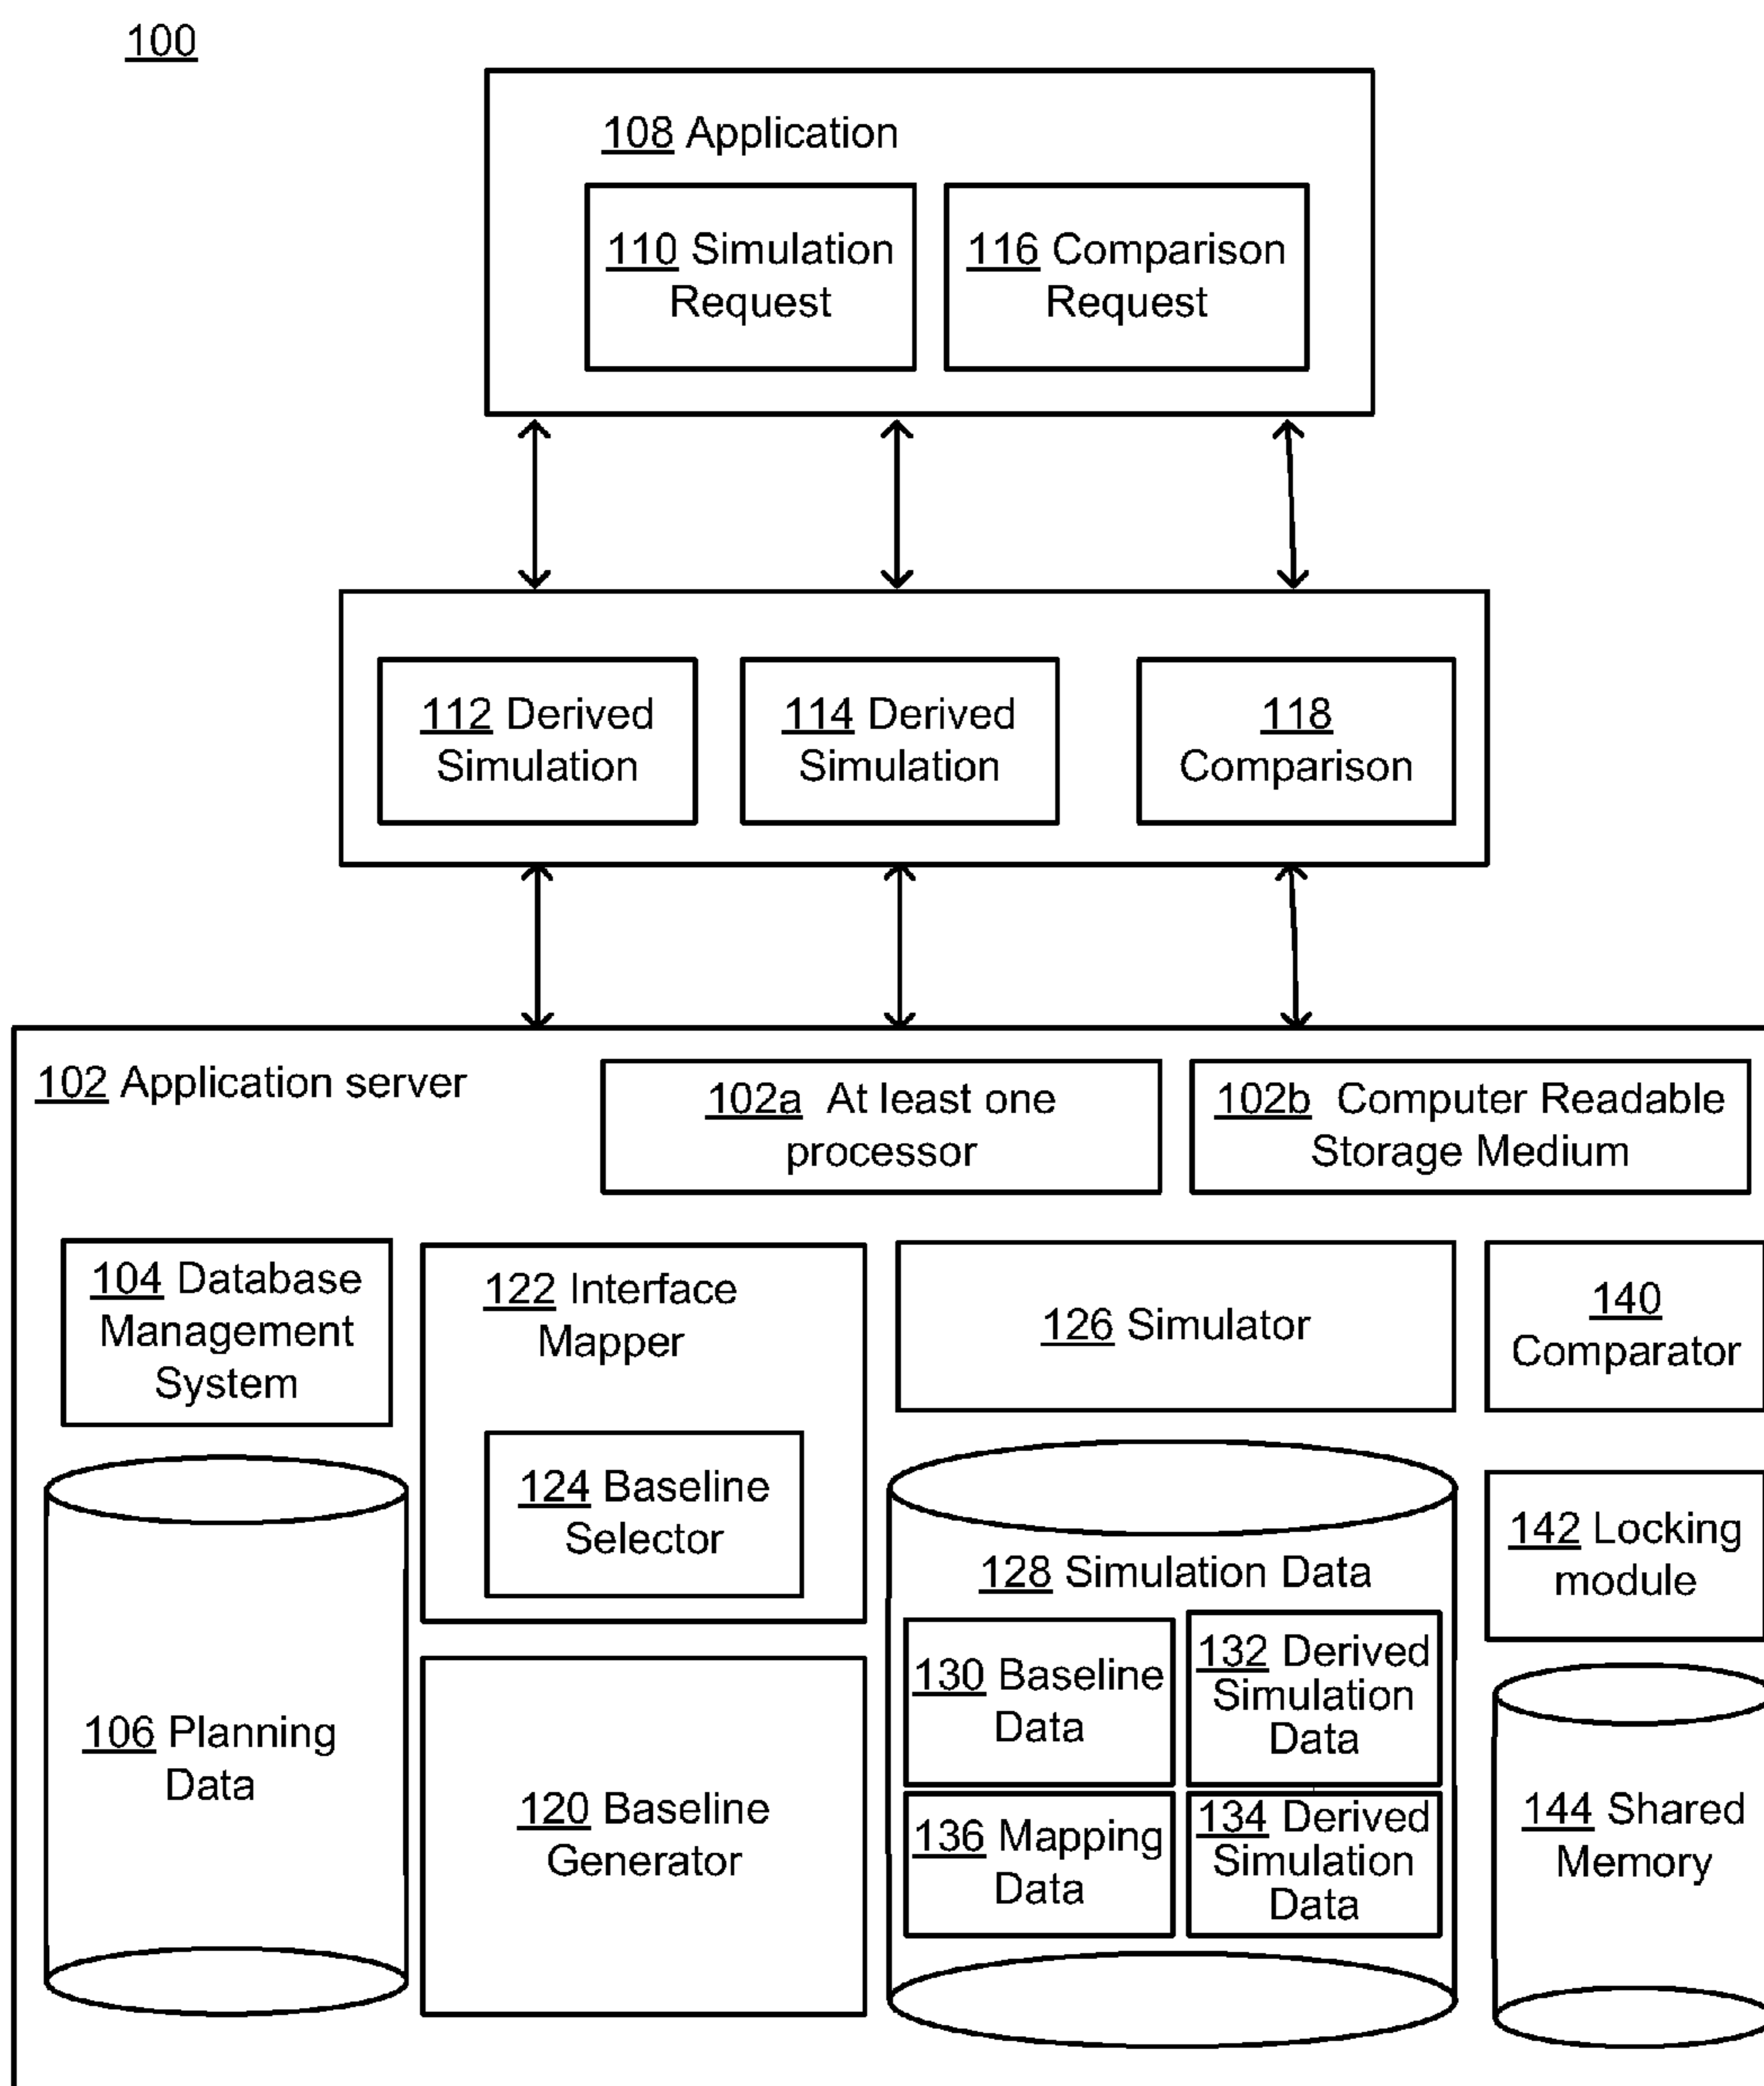 100
108 Application
110 Simulation
Request
116 Comparison
Request
112 Derived
Simulation
114 Derived
Simulation
118
Comparison
102 Application server
102a At least one
processor
102b Computer Readable
Storage Medium
104 Database
Management
System
122 Interface
Mapper
124 Baseline
Selector
126 Simulator
140
Comparator
106 Planning
Data
120 Baseline
Generator
128 Simulation Data
130 Baseline
Data
132 Derived
Simulation
Data
136 Mapping
Data
134 Derived
Simulation
Data
142 Locking
module
144 Shared
Memory